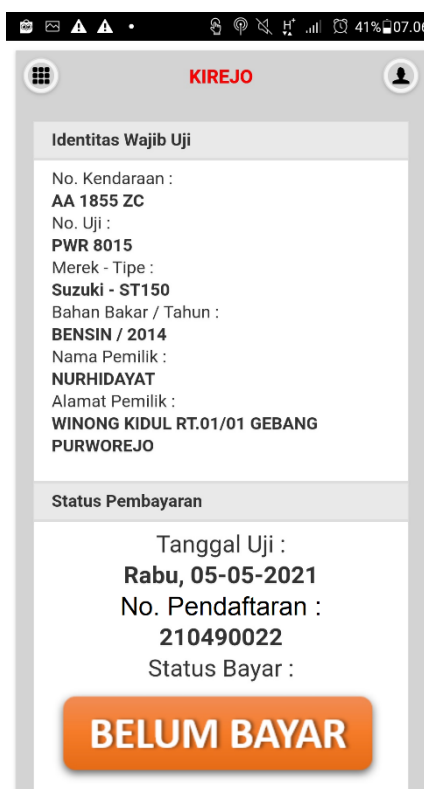 41% 07.06
KIREJO
Identitas Wajib Uji
No. Kendaraan :
AA 1855 ZC
No. Uji :
PWR 8015
Merek - Tipe :
Suzuki - ST150
Bahan Bakar / Tahun :
BENSIN / 2014
Nama Pemilik :
NURHIDAYAT
Alamat Pemilik :
WINONG KIDUL RT.01/01 GEBANG
PURWOREJO
Status Pembayaran
Tanggal Uji :
Rabu, 05-05-2021
No. Pendaftaran :
210490022
Status Bayar :
BELUM BAYAR